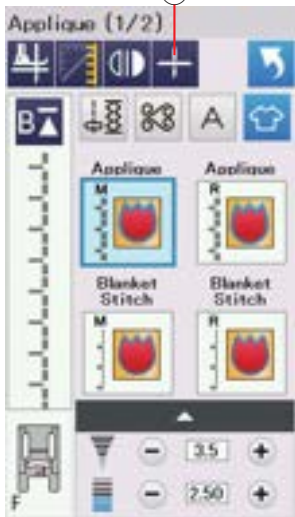 Applique (1/2)
B
A
Applique Applique
M R
Blanket Blanket
Stitch Stitch
M R
3.5
2.50
F